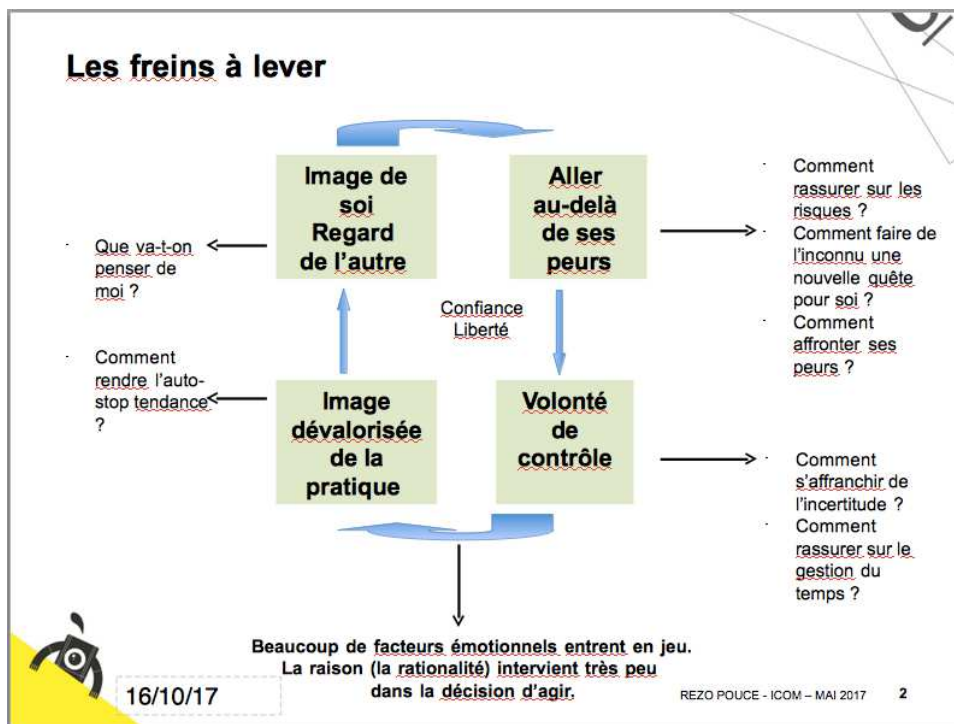 Les freins à lever
Image de
soi
Regard
de l'autre
Aller
au-delà
de ses
peurs
· Que va-t-on
penser de
moi ?
· Comment
rassurer sur les
risques ?
· Comment faire de
l'inconnu une
nouvelle quête
pour soi ?
· Comment
affronter ses
peurs ?
Confiance
Liberté
· Comment
rendre l'auto-
stop tendance
?
Image
dévalorisée
de la
pratique
Volonté
de
contrôle
· Comment
s'affranchir de
l'incertitude ?
· Comment
rassurer sur le
gestion du
temps ?
Beaucoup de facteurs émotionnels entrent en jeu.
La raison (la rationalité) intervient très peu
dans la décision d'agir.
16/10/17
REZO POUCE - ICOM – MAI 2017
2